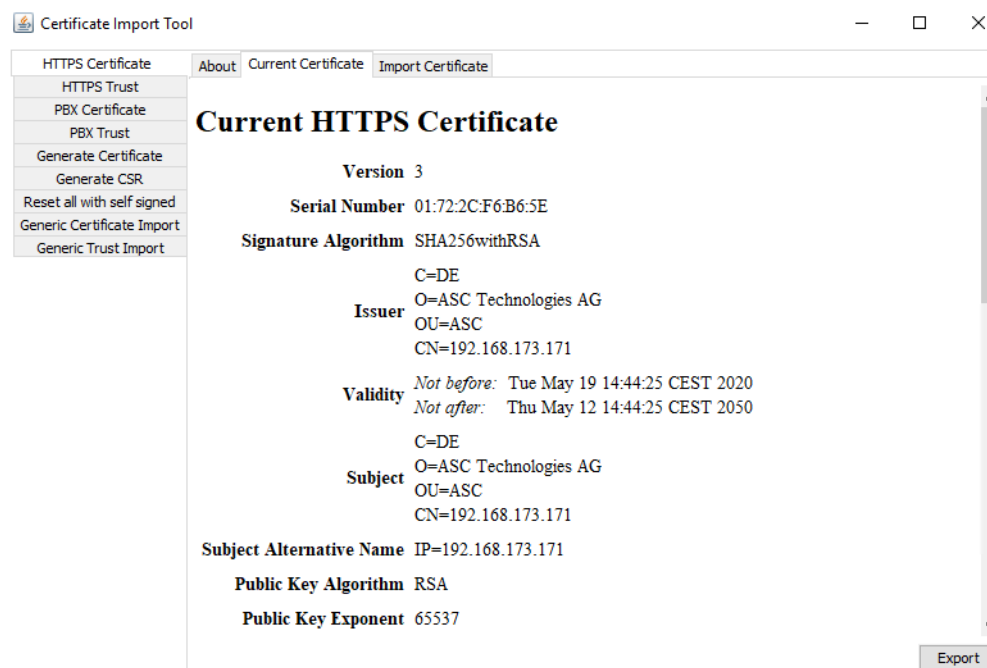 Certificate Import Tool
HTTPS Certificate
HTTPS Trust
PBX Certificate
PBX Trust
Generate Certificate
Generate CSR
Reset all with self signed
Generic Certificate Import
Generic Trust Import
About Current Certificate Import Certificate
Current HTTPS Certificate
Version 3
Serial Number 01:72:2C:F6:B6:5E
Signature Algorithm SHA256withRSA
Issuer
C=DE
O=ASC Technologies AG
OU=ASC
CN=192.168.173.171
Validity
Not before: Tue May 19 14:44:25 CEST 2020
Not after: Thu May 12 14:44:25 CEST 2050
Subject
C=DE
O=ASC Technologies AG
OU=ASC
CN=192.168.173.171
Subject Alternative Name IP=192.168.173.171
Public Key Algorithm RSA
Public Key Exponent 65537
Export